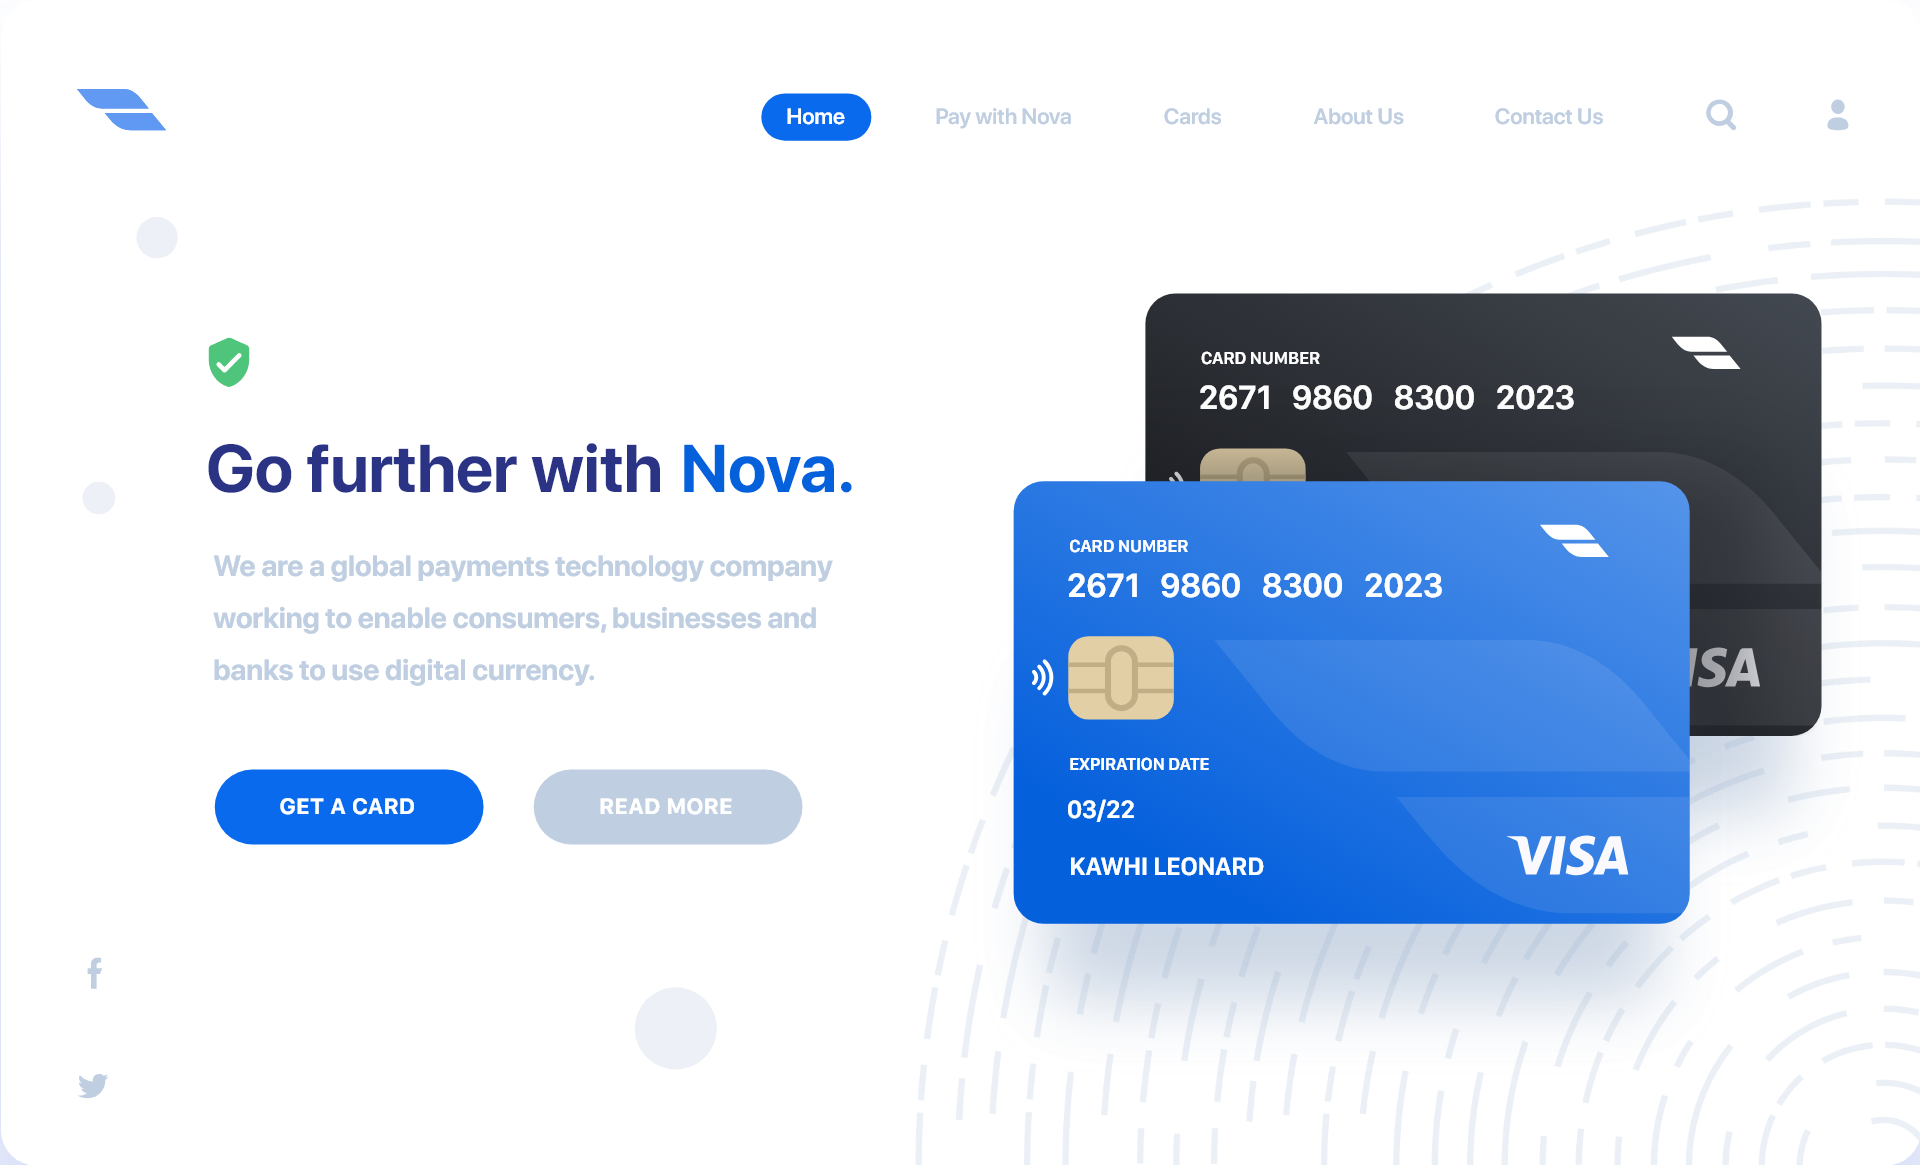 Home Pay with Nova Cards About Us Contact Us
Go further with Nova.
We are a global payments technology company
working to enable consumers, businesses and
banks to use digital currency.
GET A CARD READ MORE
CARD NUMBER
2671 9860 8300 2023
ISA
CARD NUMBER
2671 9860 8300 2023
EXPIRATION DATE
03/22
KAWHI LEONARD
VISA